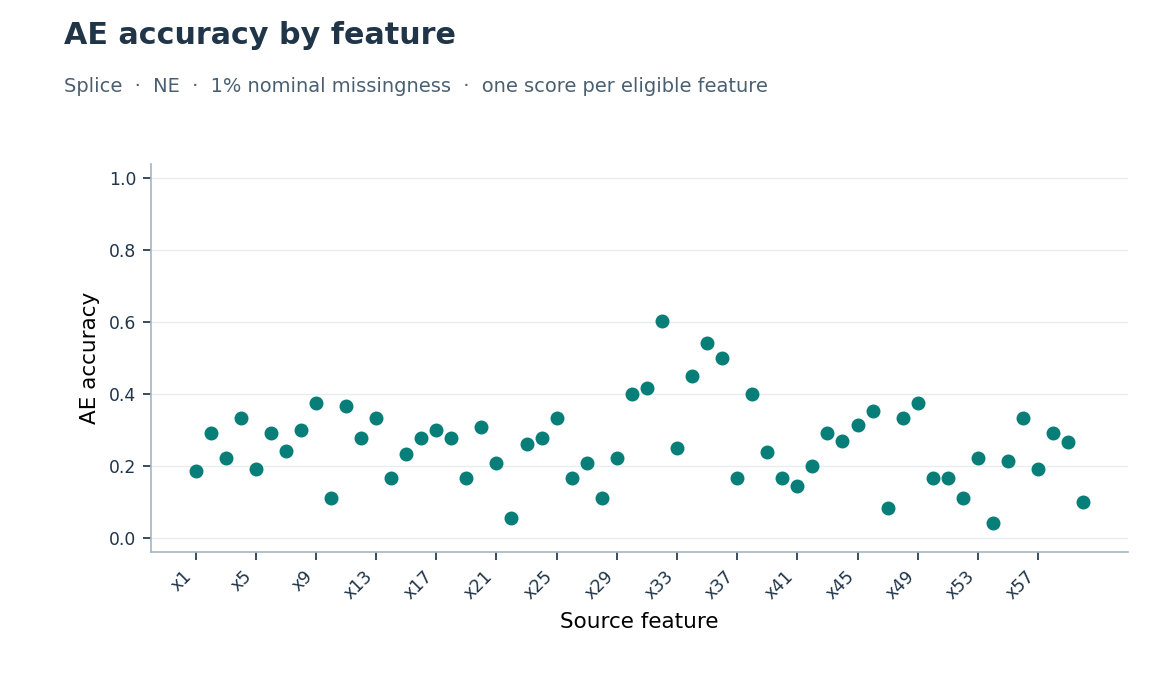 AE accuracy by feature
Splice · NE · 1% nominal missingness · one score per eligible feature
1.0
0.8
0.6
0.4
0.2
0.0
AE accuracy
x1 x5 x9 x13 x17 x21 x25 x29 x33 x37 x41 x45 x49 x53 x57
Source feature